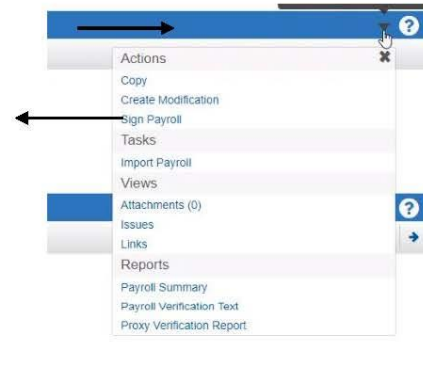 ?
Actions ✖
Copy
Create Modification
Sign Payroll
Tasks
Import Payroll
Views
Attachments (0)
?
Issues
Links
Reports
Payroll Summary
Payroll Verification Text
Proxy Verification Report